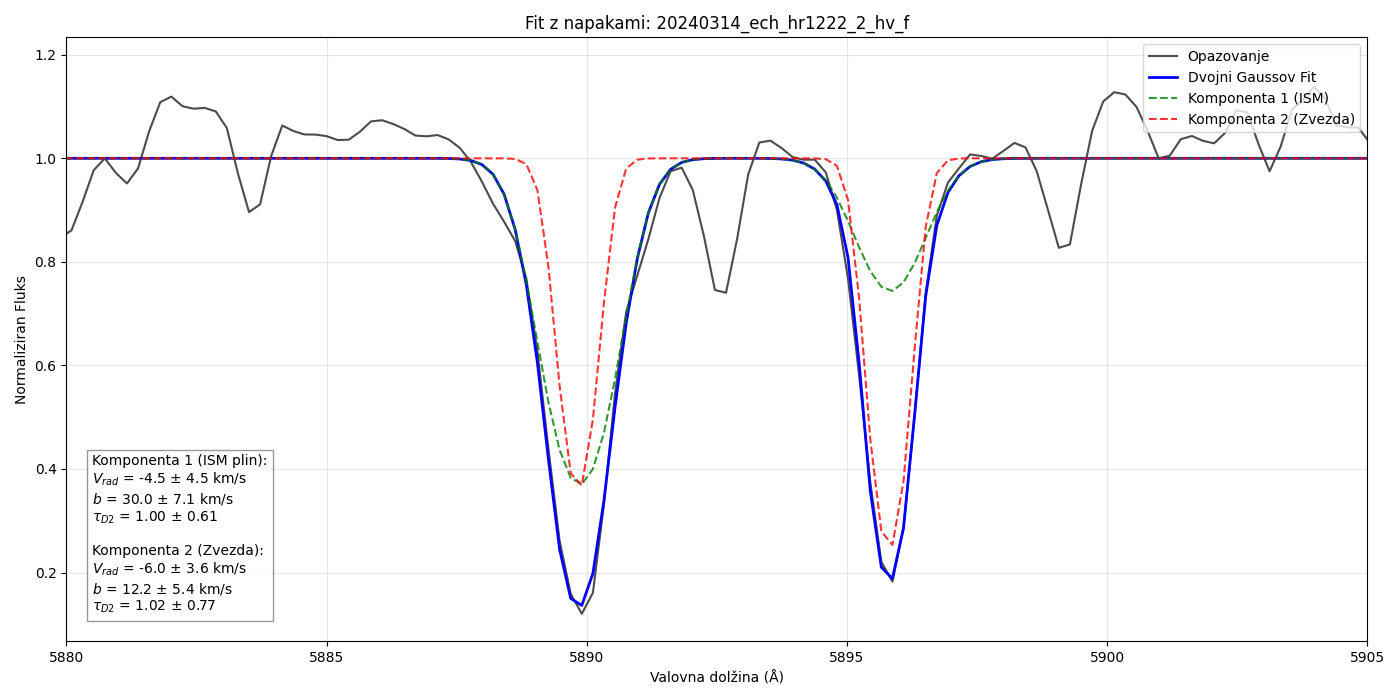 Fit z napakami: 20240314_ech_hr1222_2_hv_f
Normaliziran Fluks
1.2
1.0
0.8
0.6
0.4
0.2
Opazovanje
Dvojni Gaussov Fit
Komponenta 1 (ISM)
Komponenta 2 (Zvezda)
Komponenta 1 (ISM plin):
V_rad = -4.5 ± 4.5 km/s
b = 30.0 ± 7.1 km/s
τ_D2 = 1.00 ± 0.61
Komponenta 2 (Zvezda):
V_rad = -6.0 ± 3.6 km/s
b = 12.2 ± 5.4 km/s
τ_D2 = 1.02 ± 0.77
5880 5885 5890 5895 5900 5905
Valovna dolžina (Å)